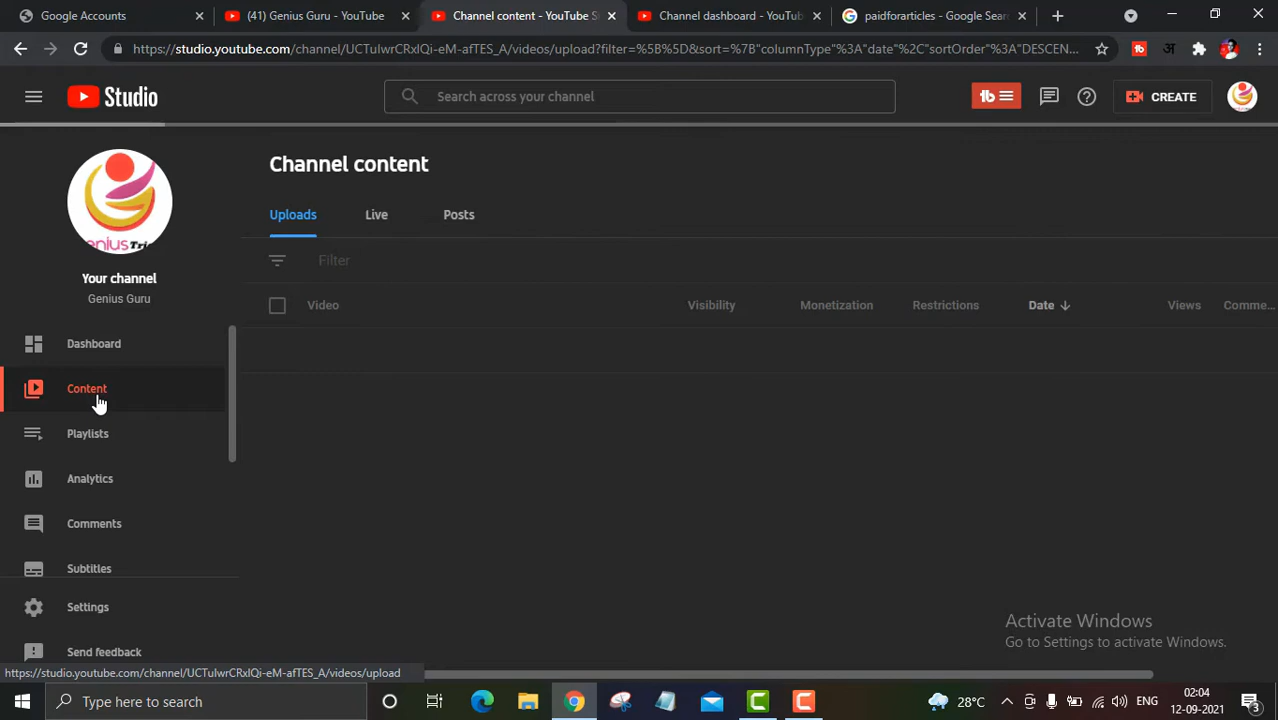 Google Accounts
(41) Genius Guru - YouTube
Channel content - YouTube S
Channel dashboard - YouTub
paidforarticles - Google Sear
https://studio.youtube.com/channel/UCTulwrCRxlQi-eM-afTES_A/videos/upload?filter=%5B%5D&sort=%7B"columnType"%3A"date"%2C"sortOrder"%3A"DESCEN...
Studio
Search across your channel
tb
CREATE
Channel content
Uploads
Live
Posts
Filter
Video
Visibility
Monetization
Restrictions
Date
Views
Comme...
Your channel
Genius Guru
Dashboard
Content
Playlists
Analytics
Comments
Subtitles
Settings
Send feedback
Activate Windows
Go to Settings to activate Windows.
https://studio.youtube.com/channel/UCTulwrCRxlQi-eM-afTES_A/videos/upload
Type here to search
28°C
ENG
02:04
12-09-2021
3